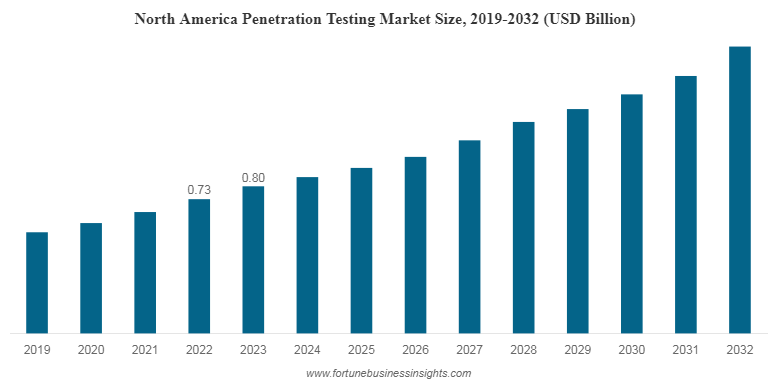 North America Penetration Testing Market Size, 2019-2032 (USD Billion)
0.73
0.80
2019 2020 2021 2022 2023 2024 2025 2026 2027 2028 2029 2030 2031 2032
www.fortunebusinessinsights.com